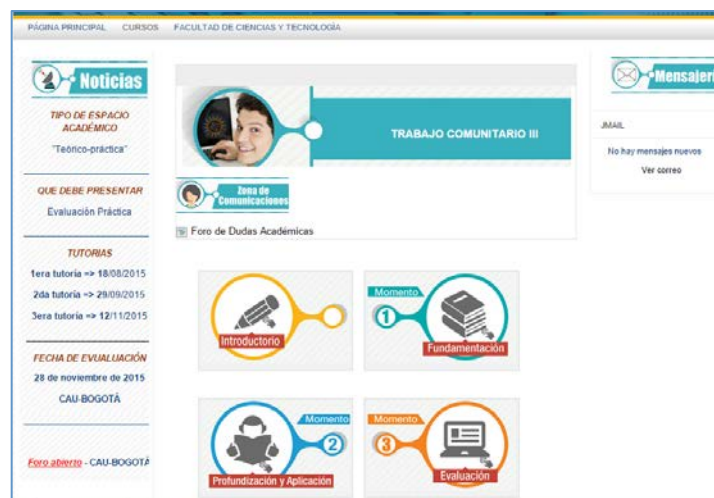 PÁGINA PRINCIPAL CURSOS FACULTAD DE CIENCIAS Y TECNOLOGÍA
Noticias
TIPO DE ESPACIO
ACADÉMICO
"Teórico-práctica"
QUE DEBE PRESENTAR
Evaluación Práctica
TUTORIAS
1era tutoria => 18/08/2015
2da tutoría => 29/09/2015
3era tutoria => 12/11/2015
FECHA DE EVUALUACIÓN
28 de noviembre de 2015
CAU-BOGOTÁ
Foro abierto - CAU-BOGOTÁ
TRABAJO COMUNITARIO III
Zona de
Comunicaciones
Foro de Dudas Académicas
Introductorio
Momento
1
Fundamentación
Momento
2
Profundización y Aplicación
Momento
3
Evaluación
Mensajerí
JMAIL
No hay mensajes nuevos
Ver correo